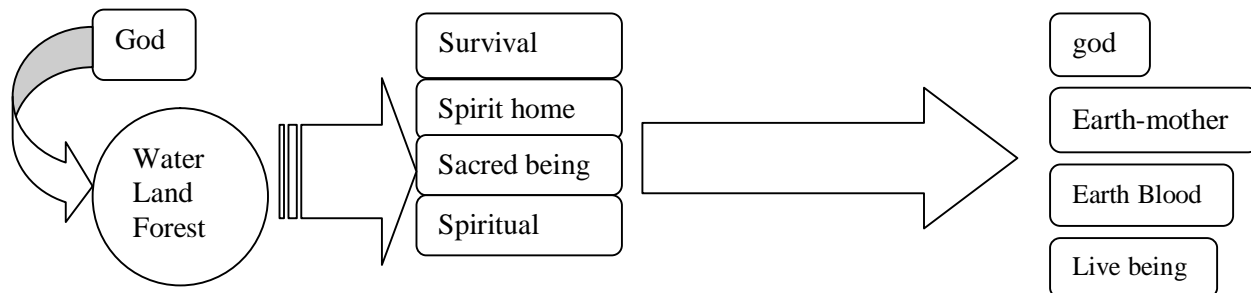 God
Water
Land
Forest
Survival
Spirit home
Sacred being
Spiritual
god
Earth-mother
Earth Blood
Live being